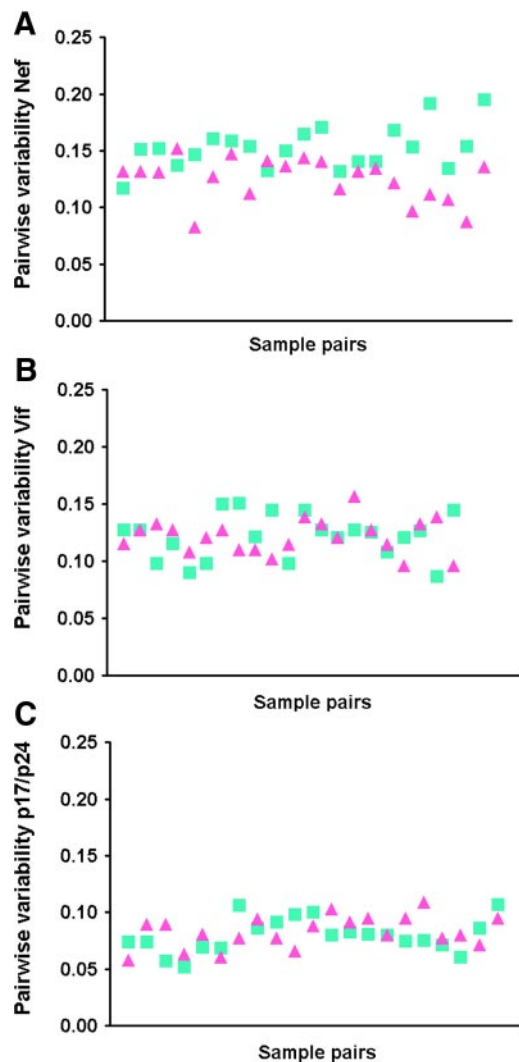 A
Pairwise variability Nef
0.25
0.20
0.15
0.10
0.05
0.00
Sample pairs
B
Pairwise variability Vif
0.25
0.20
0.15
0.10
0.05
0.00
Sample pairs
C
Pairwise variability p17/p24
0.25
0.20
0.15
0.10
0.05
0.00
Sample pairs